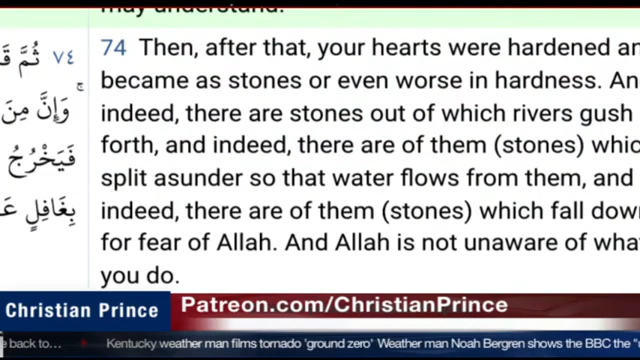 may understand.
74 Then, after that, your hearts were hardened an
became as stones or even worse in hardness. An
indeed, there are stones out of which rivers gush
forth, and indeed, there are of them (stones) whic
split asunder so that water flows from them, and
indeed, there are of them (stones) which fall dow
for fear of Allah. And Allah is not unaware of wha
you do.
٧٤ ثُمَّ قَ
وَإِنَّ مِنَ
فَيَخْرُجُ
بِغَافِلٍ عَ
Christian Prince
Patreon.com/ChristianPrince
e back to... Kentucky weather man films tornado 'ground zero' Weather man Noah Bergren shows the BBC the